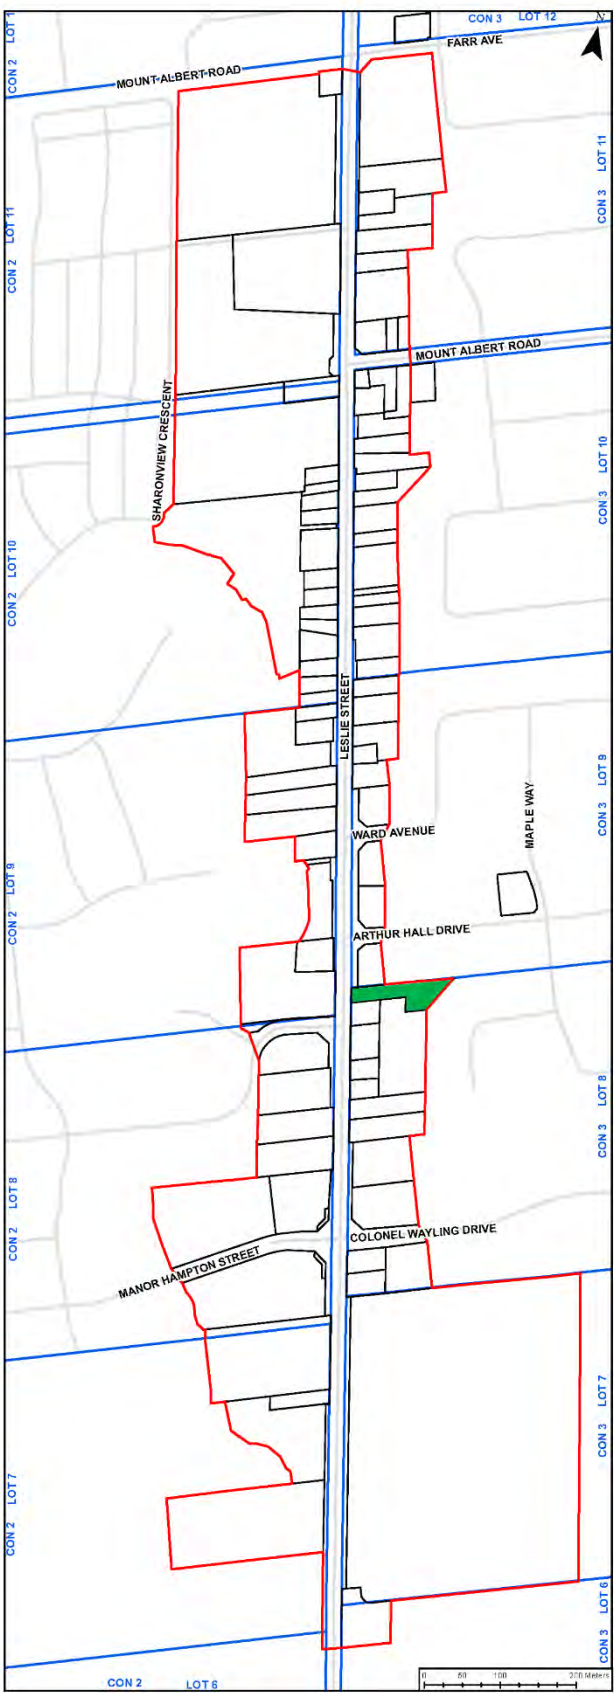 CON 3 LOT 12
N
CON 2 LOT 1
FARR AVE
MOUNT ALBERT ROAD
CON 3 LOT 11
CON 2 LOT 11
MOUNT ALBERT ROAD
SHARONVIEW CRESCENT
CON 3 LOT 10
CON 2 LOT 10
LESLIE STREET
CON 3 LOT 9
MAPLE WAY
WARD AVENUE
CON 2 LOT 9
ARTHUR HALL DRIVE
CON 3 LOT 8
CON 2 LOT 8
COLONEL WAYLING DRIVE
MANOR HAMPTON STREET
CON 3 LOT 7
CON 2 LOT 7
CON 3 LOT 6
0 50 100 200 Meters
CON 2 LOT 6